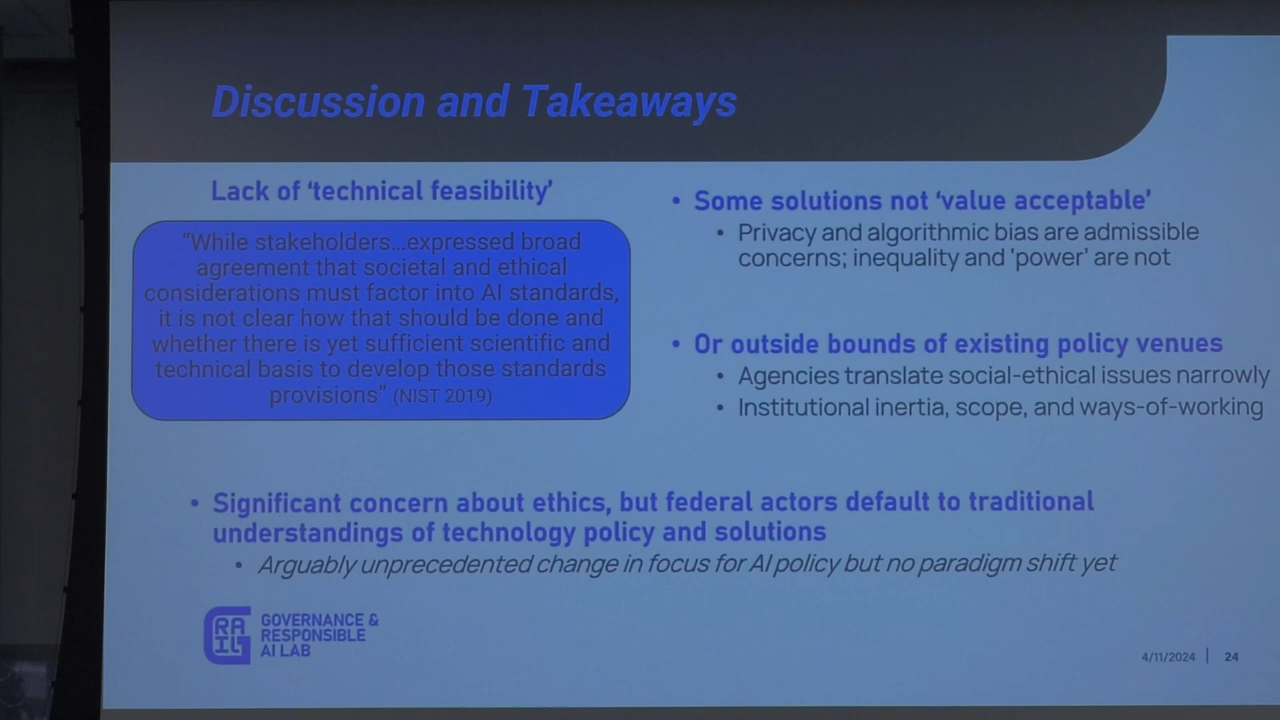 Discussion and Takeaways
Lack of ‘technical feasibility’
“While stakeholders...expressed broad
agreement that societal and ethical
considerations must factor into AI standards,
it is not clear how that should be done and
whether there is yet sufficient scientific and
technical basis to develop those standards
provisions” (NIST 2019)
• Some solutions not ‘value acceptable’
• Privacy and algorithmic bias are admissible
concerns; inequality and 'power' are not
• Or outside bounds of existing policy venues
• Agencies translate social-ethical issues narrowly
• Institutional inertia, scope, and ways-of-working
• Significant concern about ethics, but federal actors default to traditional
understandings of technology policy and solutions
• Arguably unprecedented change in focus for AI policy but no paradigm shift yet
GRAIL
GOVERNANCE &
RESPONSIBLE
AI LAB
4/11/2024 | 24